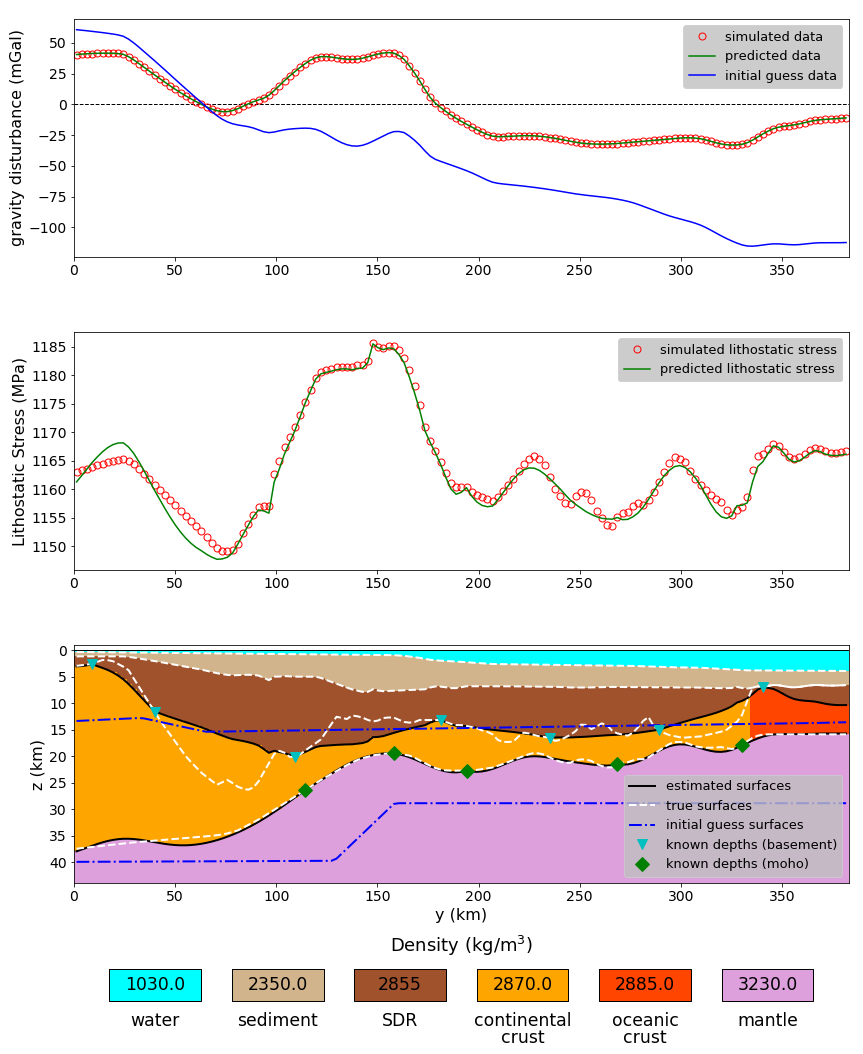 gravity disturbance (mGal)
50
25
0
−25
−50
−75
−100
simulated data
predicted data
initial guess data
0 50 100 150 200 250 300 350
Lithostatic Stress (MPa)
1185
1180
1175
1170
1165
1160
1155
1150
simulated lithostatic stress
predicted lithostatic stress
0 50 100 150 200 250 300 350
z (km)
0
5
10
15
20
25
30
35
40
estimated surfaces
true surfaces
initial guess surfaces
known depths (basement)
known depths (moho)
0 50 100 150 200 250 300 350
y (km)
Density (kg/m³)
1030.0 2350.0 2855 2870.0 2885.0 3230.0
water sediment SDR continental oceanic mantle
crust crust